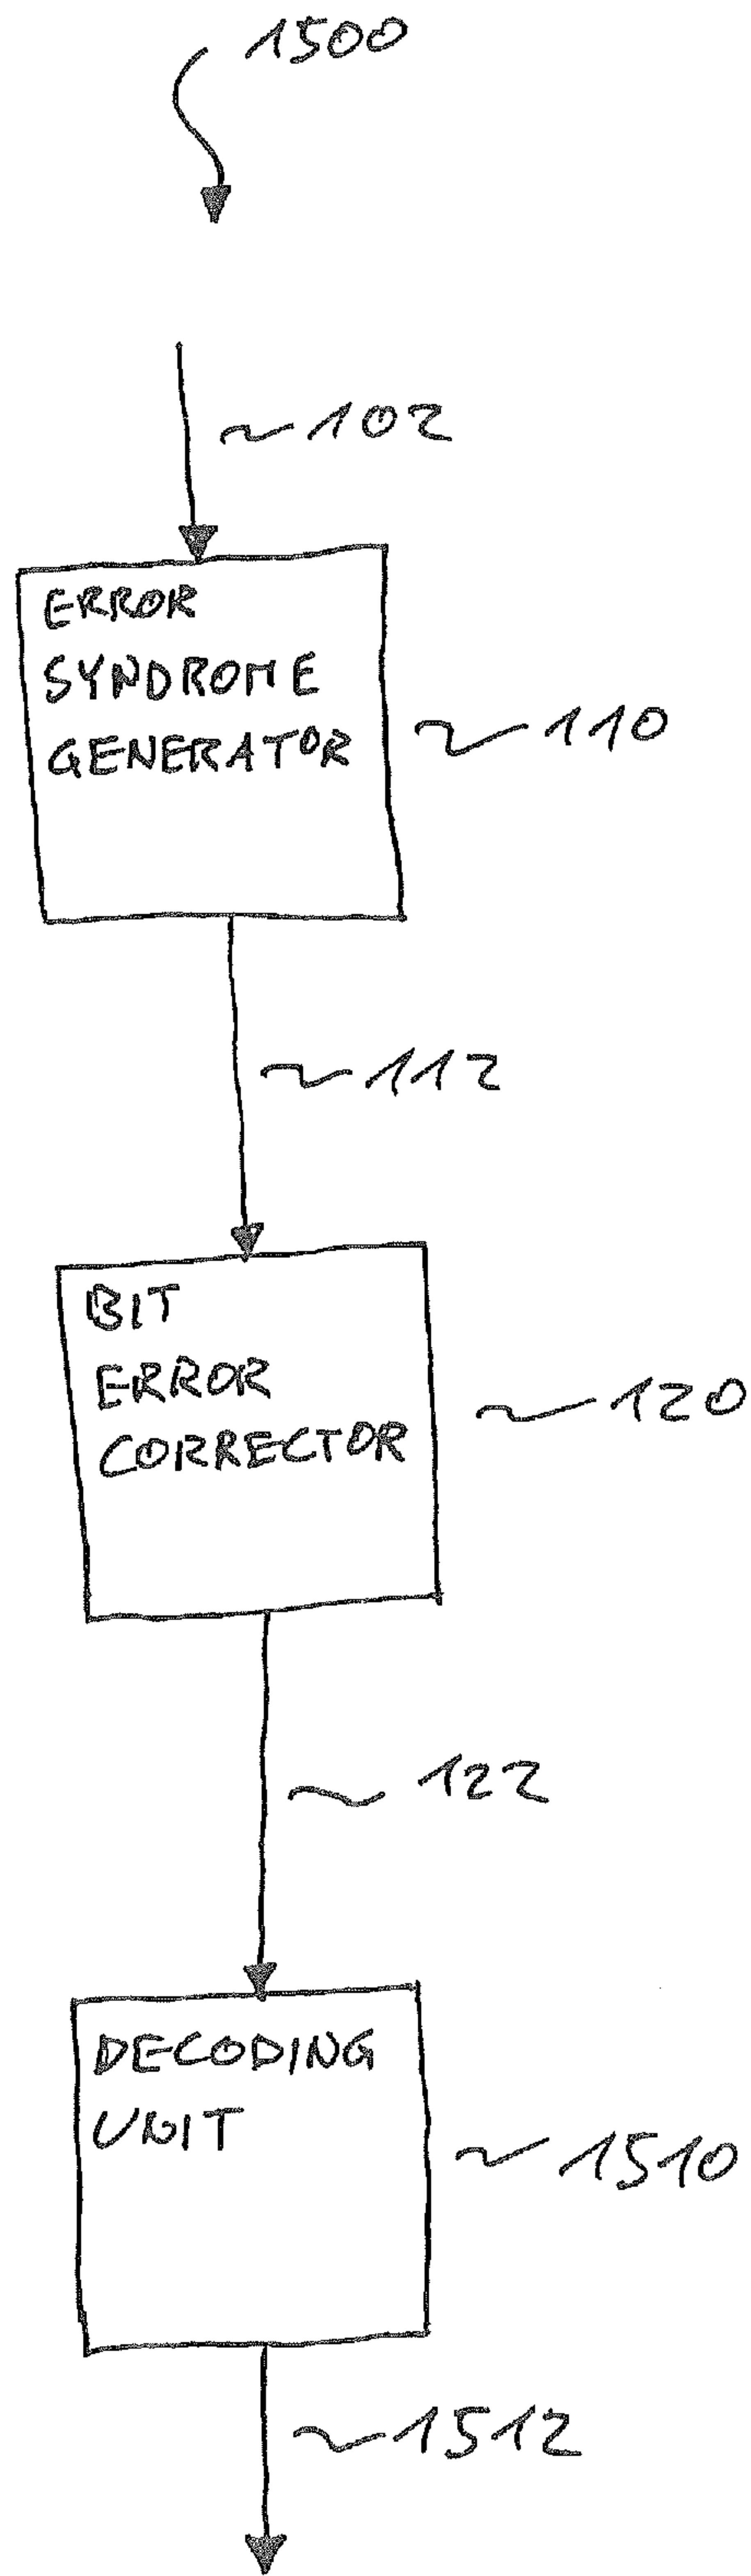 1500
102
ERROR
SYNDROME
GENERATOR
110
112
BIT
ERROR
CORRECTOR
120
122
DECODING
UNIT
1510
1512